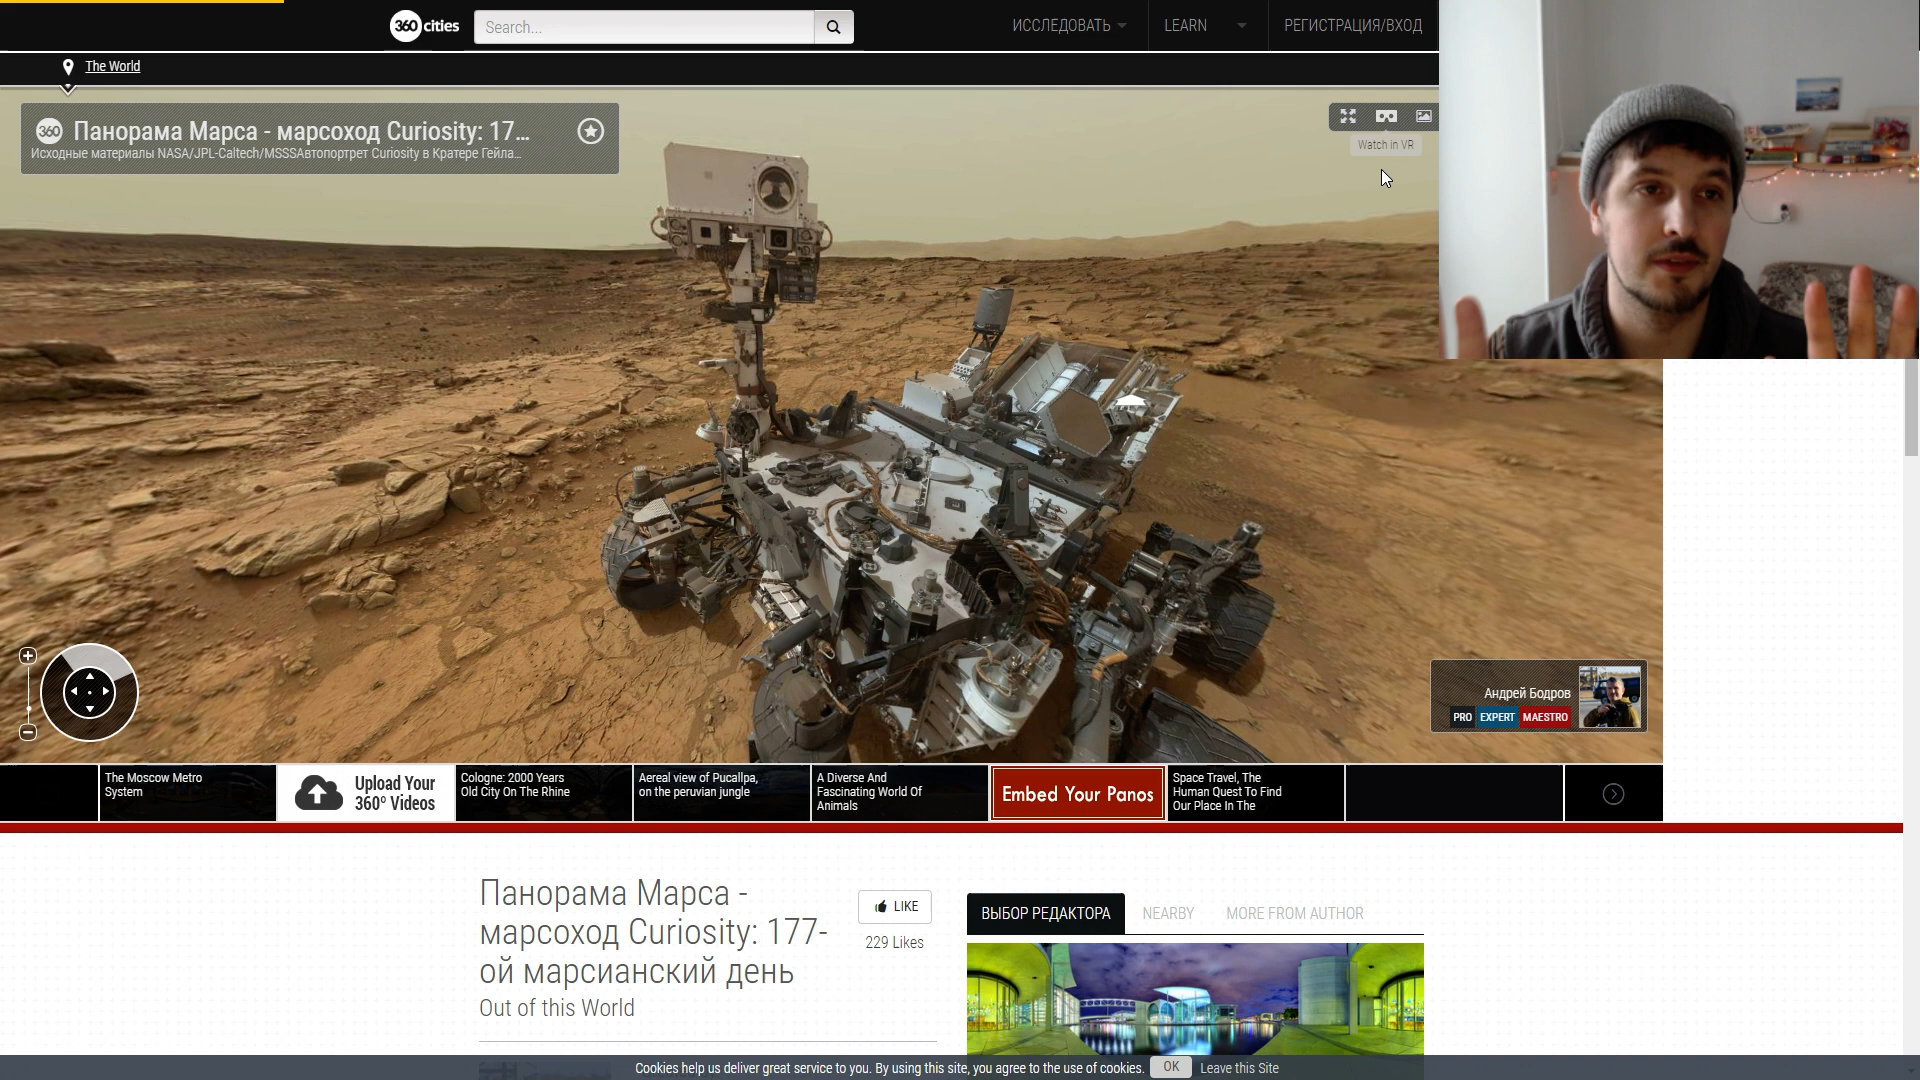 360 cities
Search...
ИССЛЕДОВАТЬ
LEARN
РЕГИСТРАЦИЯ/ВХОД
The World
360 Панорама Марса - марсоход Curiosity: 17...
Исходные материалы NASA/JPL-Caltech/MSSSАвтопортрет Curiosity в Кратере Гейла...
Watch in VR
Андрей Бодров
PRO EXPERT MAESTRO
The Moscow Metro
System
Upload Your
360º Videos
Cologne: 2000 Years
Old City On The Rhine
Aereal view of Pucallpa,
on the peruvian jungle
A Diverse And
Fascinating World Of
Animals
Embed Your Panos
Space Travel, The
Human Quest To Find
Our Place In The
Панорама Марса -
марсоход Curiosity: 177-
ой марсианский день
Out of this World
LIKE
229 Likes
ВЫБОР РЕДАКТОРА
NEARBY
MORE FROM AUTHOR
Cookies help us deliver great service to you. By using this site, you agree to the use of cookies. OK Leave this Site